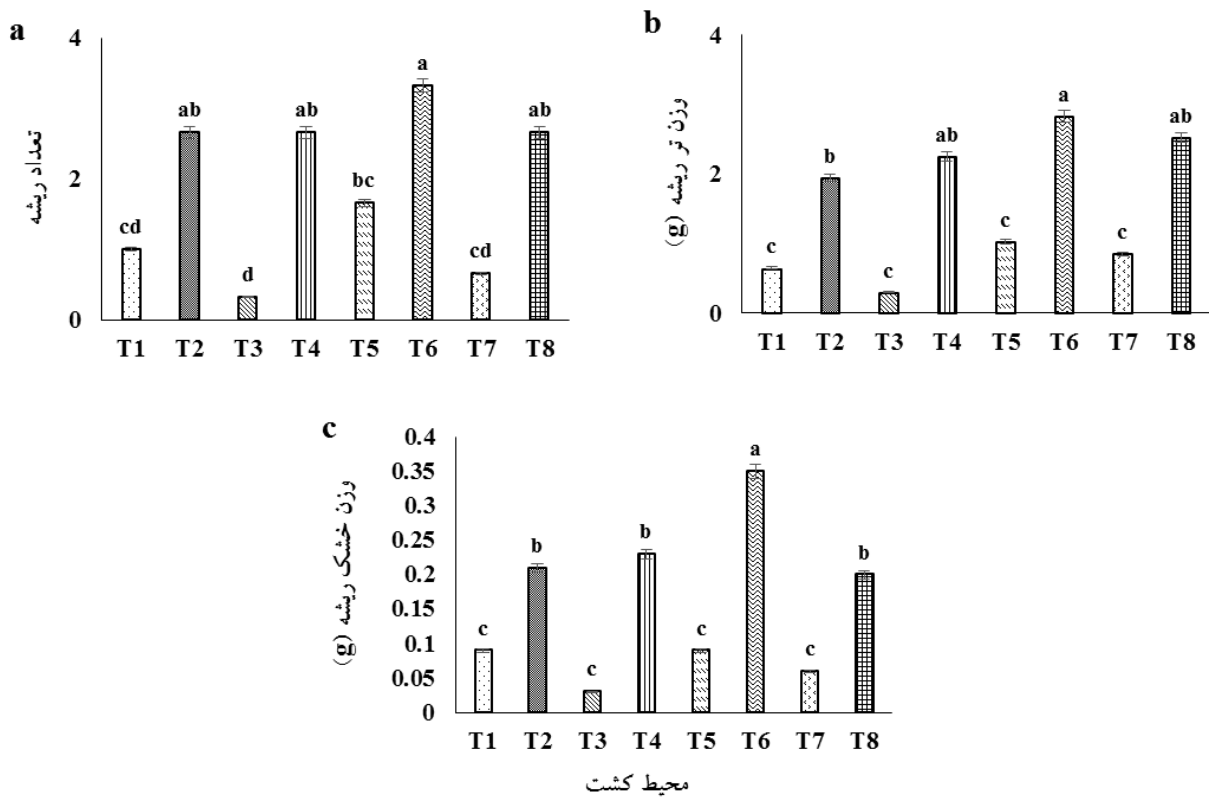 a
4
2
0
تعداد ریشه
cd
ab
d
ab
bc
a
cd
ab
T1 T2 T3 T4 T5 T6 T7 T8
b
4
2
0
وزن تر ریشه (g)
c
b
c
ab
c
a
c
ab
T1 T2 T3 T4 T5 T6 T7 T8
c
0.4
0.35
0.3
0.25
0.2
0.15
0.1
0.05
0
وزن خشک ریشه (g)
c
b
c
b
c
a
c
b
T1 T2 T3 T4 T5 T6 T7 T8
محیط کشت